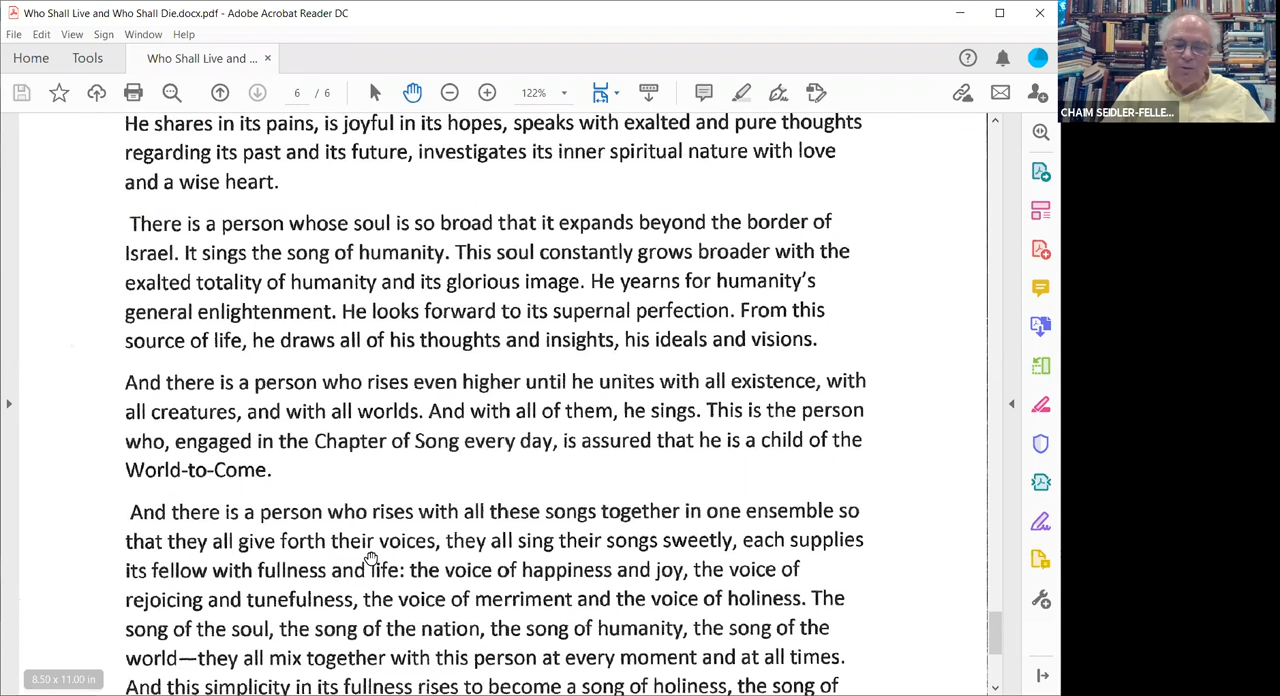 Who Shall Live and Who Shall Die.docx.pdf - Adobe Acrobat Reader DC
File Edit View Sign Window Help
Home Tools Who Shall Live and ... ×
6 / 6 122%
CHAIM SEIDLER-FELLE...
He shares in its pains, is joyful in its hopes, speaks with exalted and pure thoughts
regarding its past and its future, investigates its inner spiritual nature with love
and a wise heart.
There is a person whose soul is so broad that it expands beyond the border of
Israel. It sings the song of humanity. This soul constantly grows broader with the
exalted totality of humanity and its glorious image. He yearns for humanity's
general enlightenment. He looks forward to its supernal perfection. From this
source of life, he draws all of his thoughts and insights, his ideals and visions.
And there is a person who rises even higher until he unites with all existence, with
all creatures, and with all worlds. And with all of them, he sings. This is the person
who, engaged in the Chapter of Song every day, is assured that he is a child of the
World-to-Come.
And there is a person who rises with all these songs together in one ensemble so
that they all give forth their voices, they all sing their songs sweetly, each supplies
its fellow with fullness and life: the voice of happiness and joy, the voice of
rejoicing and tunefulness, the voice of merriment and the voice of holiness. The
song of the soul, the song of the nation, the song of humanity, the song of the
world—they all mix together with this person at every moment and at all times.
And this simplicity in its fullness rises to become a song of holiness, the song of
8.50 x 11.00 in